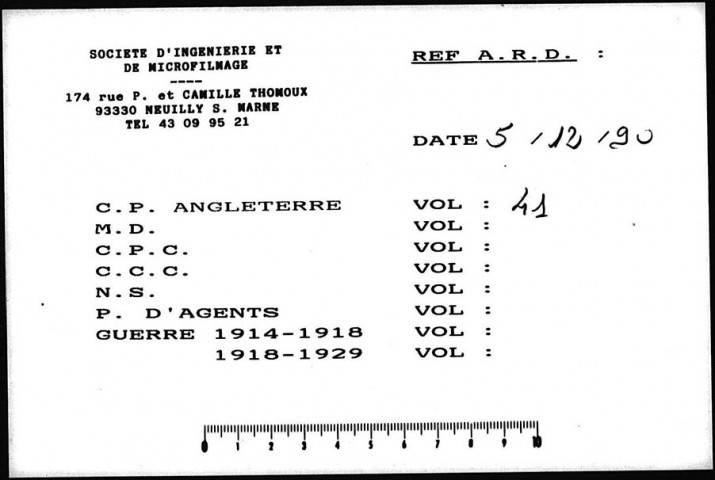 SOCIETE D'INGENIERIE ET
DE MICROFILMAGE
----
174 rue P. et CAMILLE THOMOUX
93330 NEUILLY S. MARNE
TEL 43 09 95 21
REF A.R.D. :
DATE 5 / 12 / 90
C.P. ANGLETERRE VOL : 41
M.D. VOL :
C.P.C. VOL :
C.C.C. VOL :
N.S. VOL :
P. D'AGENTS VOL :
GUERRE 1914-1918 VOL :
1918-1929 VOL :
0 1 2 3 4 5 6 7 8 9 10